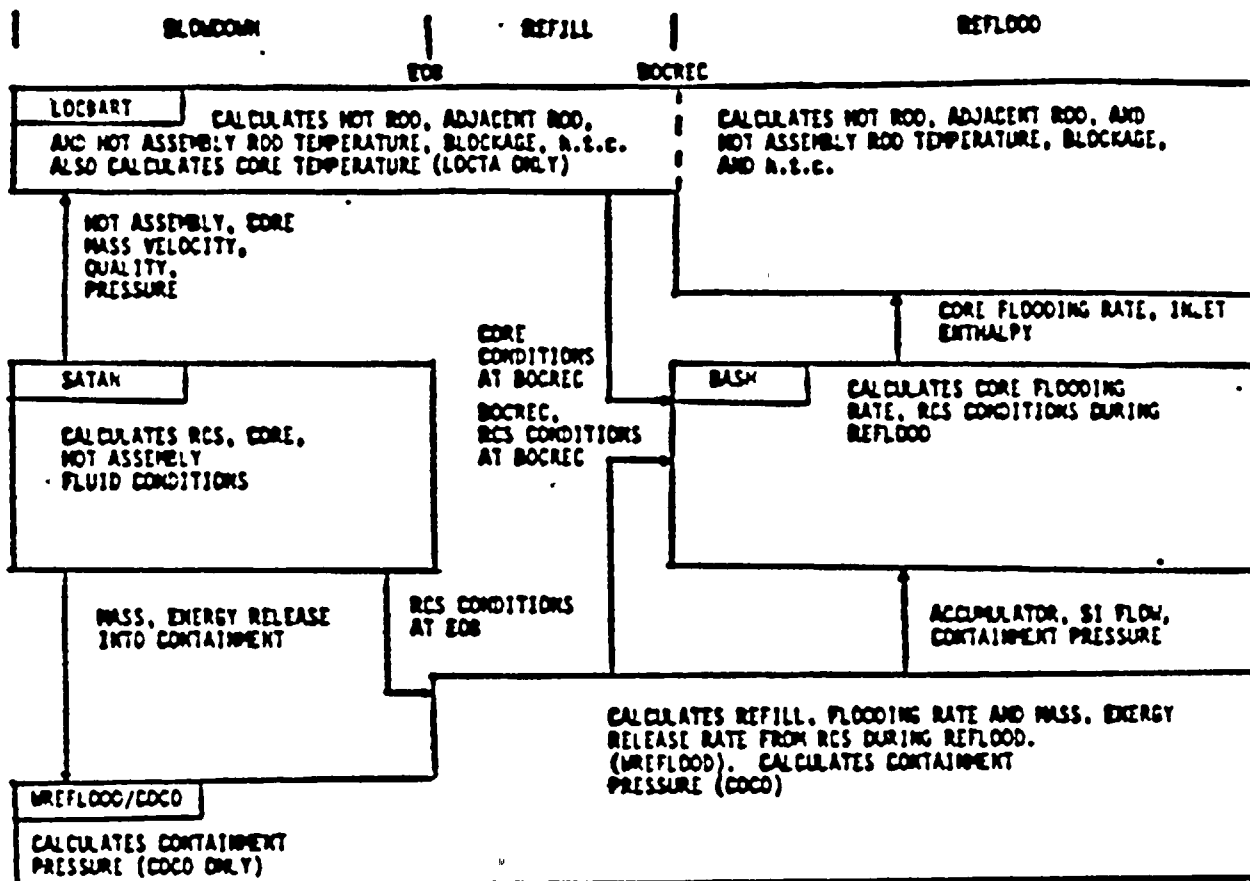 BLOWDOWN
REFILL
REFLOOD
EOB
BOCREC
LOCBART
CALCULATES HOT ROD, ADJACENT ROD,
AND HOT ASSEMBLY ROD TEMPERATURE, BLOCKAGE, h.t.c.
ALSO CALCULATES CORE TEMPERATURE (LOCTA ONLY)
CALCULATES HOT ROD, ADJACENT ROD, AND
HOT ASSEMBLY ROD TEMPERATURE, BLOCKAGE,
AND h.t.c.
HOT ASSEMBLY, CORE
MASS VELOCITY,
QUALITY,
PRESSURE
CORE FLOODING RATE, INLET
ENTHALPY
CORE
CONDITIONS
AT BOCREC
BOCREC,
RCS CONDITIONS
AT BOCREC
SATAN
CALCULATES RCS, CORE,
HOT ASSEMBLY
FLUID CONDITIONS
BASH
CALCULATES CORE FLOODING
RATE, RCS CONDITIONS DURING
REFLOOD
MASS, ENERGY RELEASE
INTO CONTAINMENT
RCS CONDITIONS
AT EOB
ACCUMULATOR, SI FLOW,
CONTAINMENT PRESSURE
CALCULATES REFILL, FLOODING RATE AND MASS, ENERGY
RELEASE RATE FROM RCS DURING REFLOOD.
(WREFLOOD). CALCULATES CONTAINMENT
PRESSURE (COCO)
WREFLOOD/COCO
CALCULATES CONTAINMENT
PRESSURE (COCO ONLY)